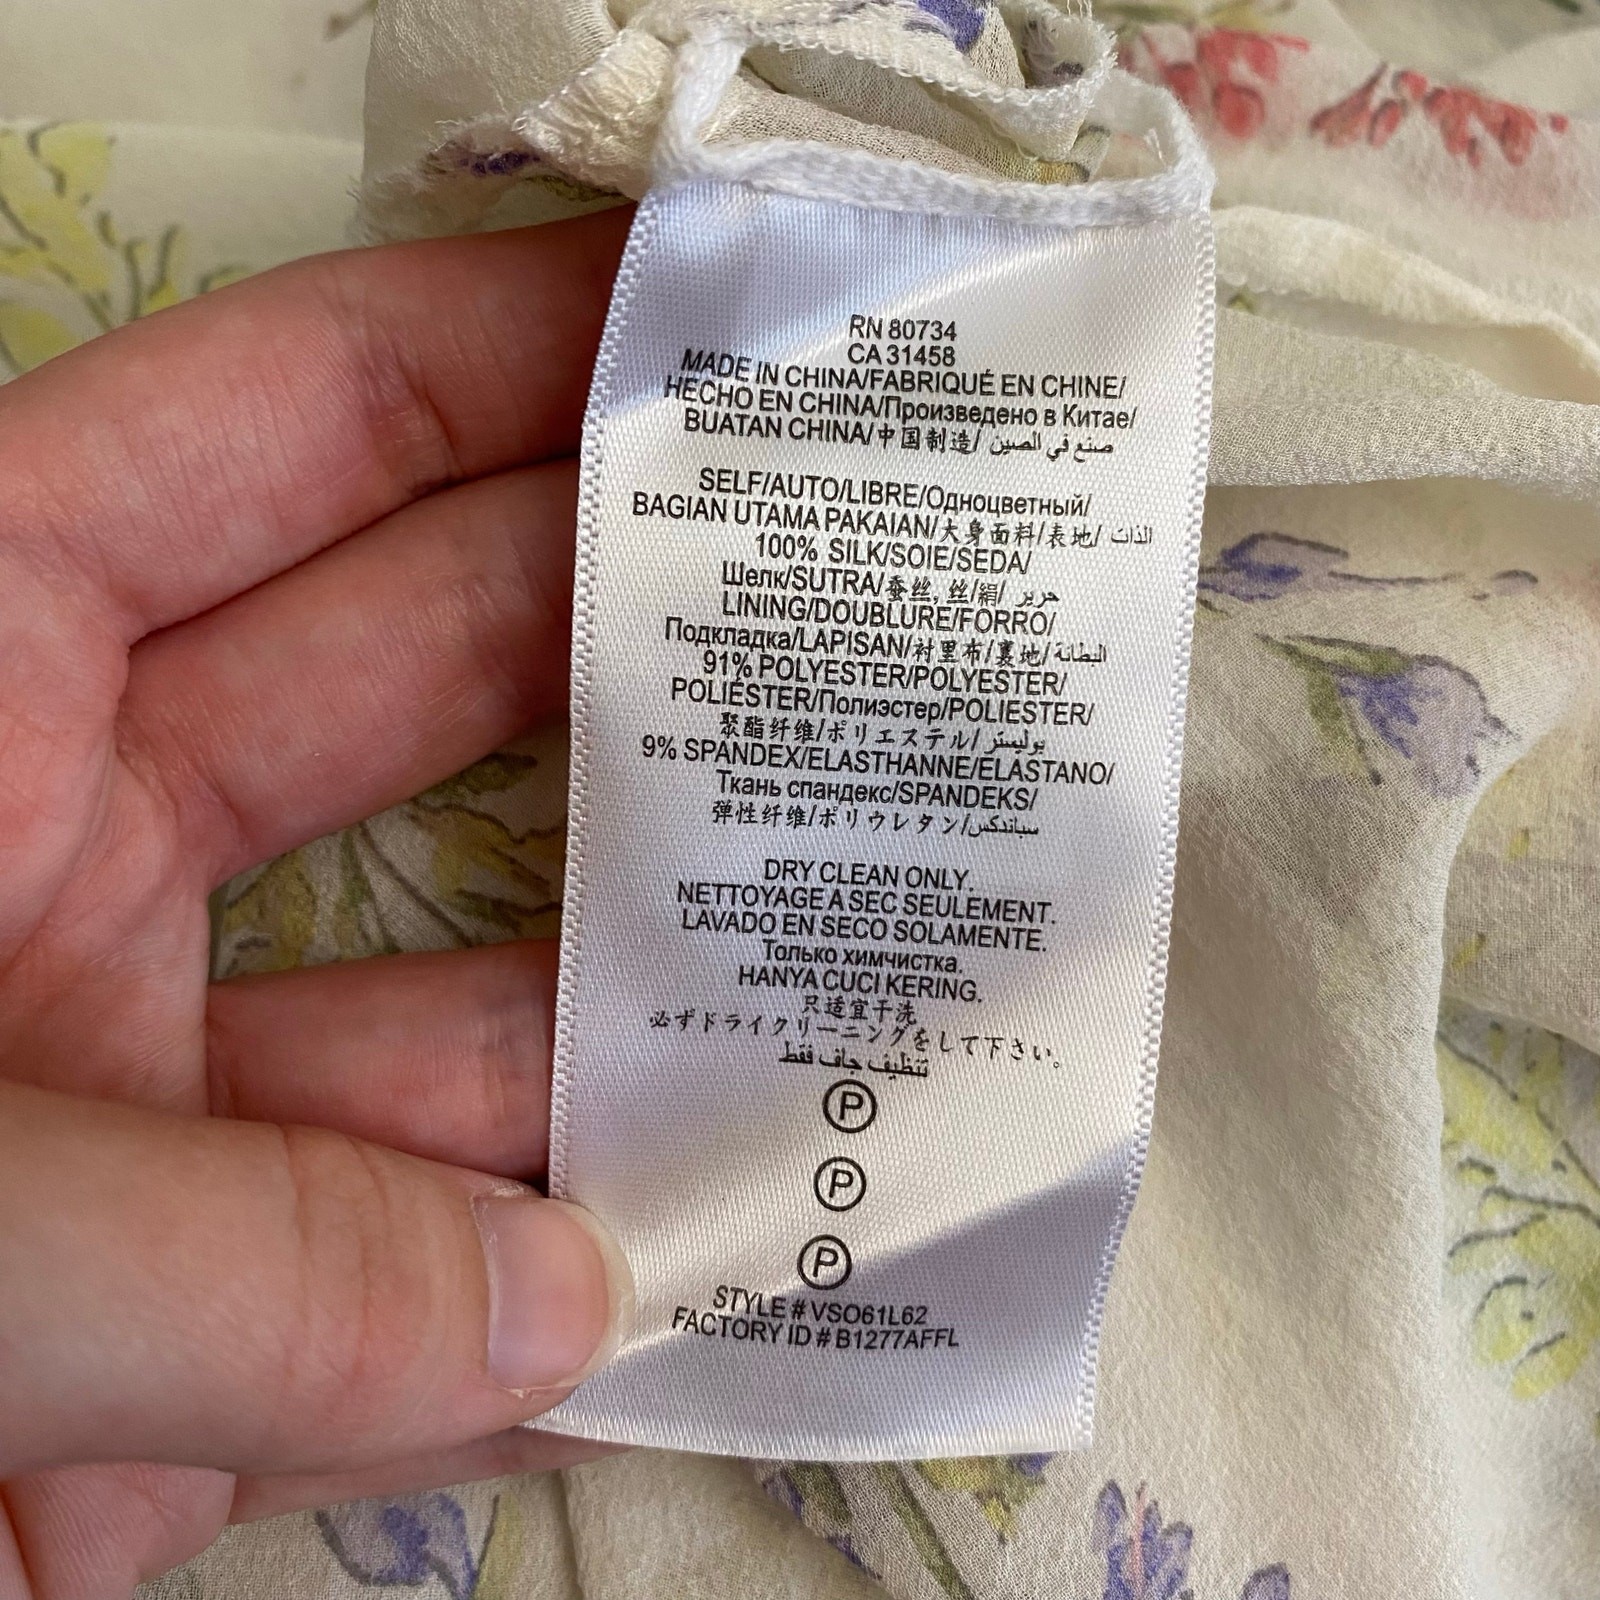 RN 80734
CA 31458
MADE IN CHINA/FABRIQUÉ EN CHINE/
HECHO EN CHINA/Произведено в Китае/
BUATAN CHINA/中国制造/ صنع في الصين
SELF/AUTO/LIBRE/Одноцветный/
BAGIAN UTAMA PAKAIAN/大身面料/表地/ الذات
100% SILK/SOIE/SEDA/
Шелк/SUTRA/蚕丝, 丝/絹/ حرير
LINING/DOUBLURE/FORRO/
Подкладка/LAPISAN/衬里布/裏地/ البطانة
91% POLYESTER/POLYESTER/
POLIÉSTER/Полиэстер/POLIESTER/
聚酯纤维/ポリエステル/ بوليستر
9% SPANDEX/ELASTHANNE/ELASTANO/
Ткань спандекс/SPANDEKS/
弹性纤维/ポリウレタン/سباندكس
DRY CLEAN ONLY.
NETTOYAGE A SEC SEULEMENT.
LAVADO EN SECO SOLAMENTE.
Только химчистка.
HANYA CUCI KERING.
只适宜干洗
必ずドライクリーニングをして下さい。
تنظيف جاف فقط
P
P
P
STYLE # VSO61L62
FACTORY ID # B1277AFFL